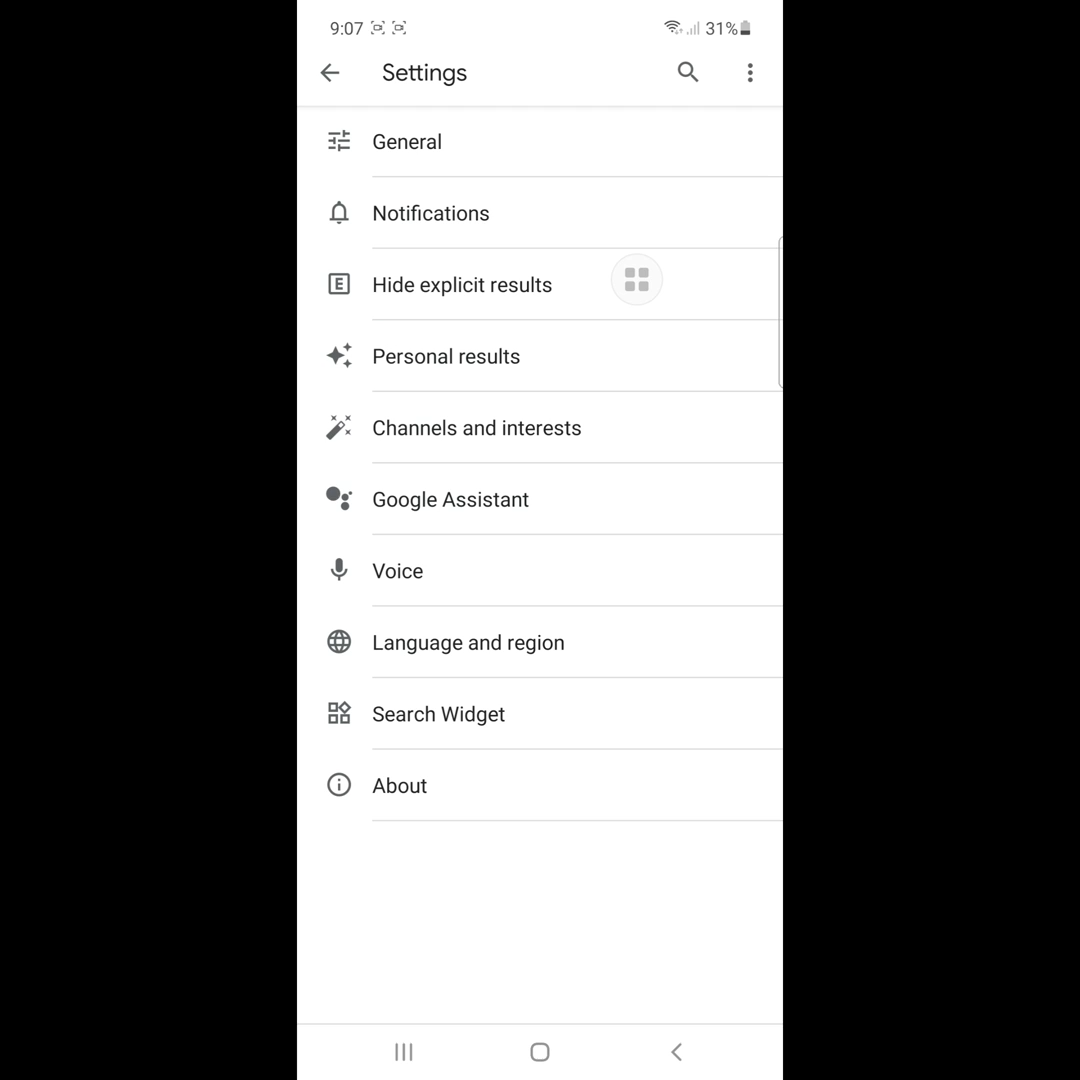 9:07 31%
Settings
General
Notifications
Hide explicit results
Personal results
Channels and interests
Google Assistant
Voice
Language and region
Search Widget
About